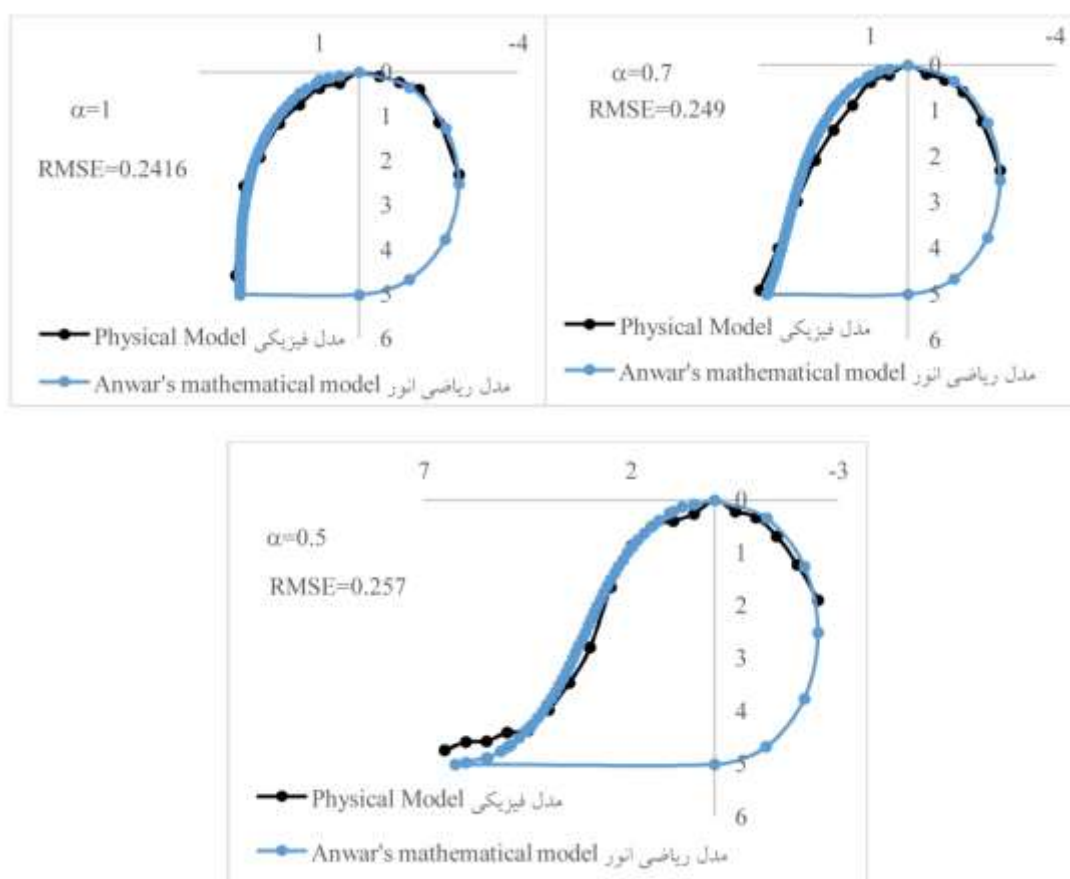 1 -4
0
α=1
1
RMSE=0.2416
2
3
4
5
Physical Model مدل فیزیکی 6
Anwar's mathematical model مدل ریاضی انور
1 -4
0
α=0.7
RMSE=0.249
1
2
3
4
5
Physical Model مدل فیزیکی 6
Anwar's mathematical model مدل ریاضی انور
7 2 -3
0
α=0.5
1
RMSE=0.257
2
3
4
5
Physical Model مدل فیزیکی 6
Anwar's mathematical model مدل ریاضی انور